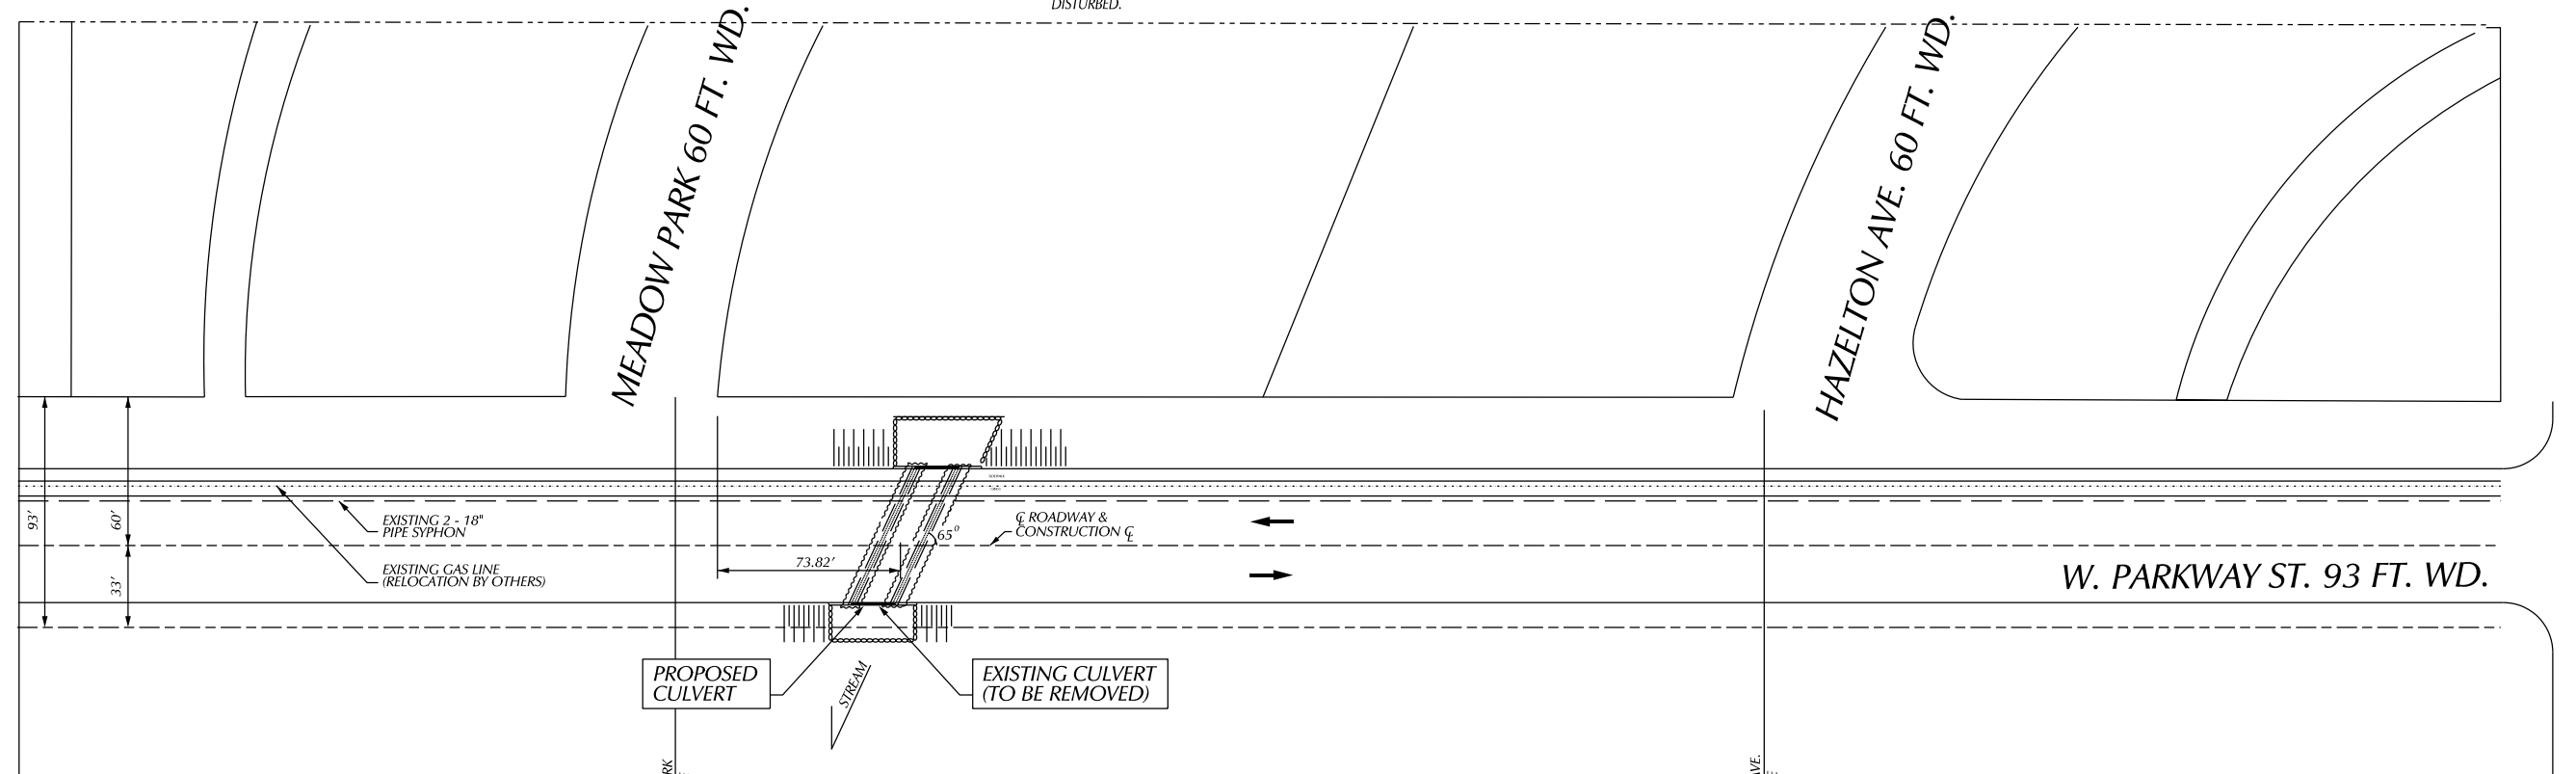 DISTURBED.
MEADOW PARK 60 FT. WD.
HAZELTON AVE. 60 FT. WD.
93'
60'
33'
EXISTING 2 - 18"
PIPE SYPHON
EXISTING GAS LINE
(RELOCATION BY OTHERS)
73.82'
65°
℄ ROADWAY &
CONSTRUCTION ℄
W. PARKWAY ST. 93 FT. WD.
PROPOSED
CULVERT
STREAM
EXISTING CULVERT
(TO BE REMOVED)
RK
AVE.